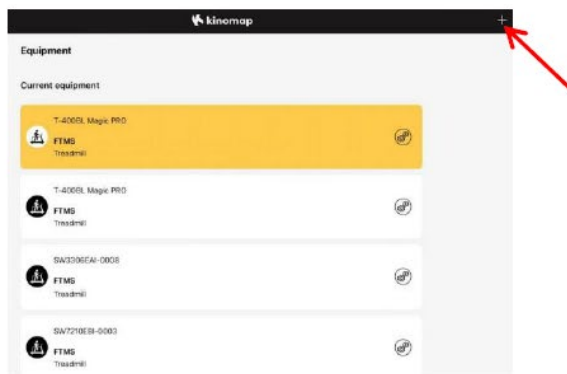 kinomap
Equipment
Current equipment
T-400BL Magic PRO
FTMS
Treadmill
T-400BL Magic PRO
FTMS
Treadmill
SW3306EAI-0008
FTMS
Treadmill
SW7210EBI-0003
FTMS
Treadmill